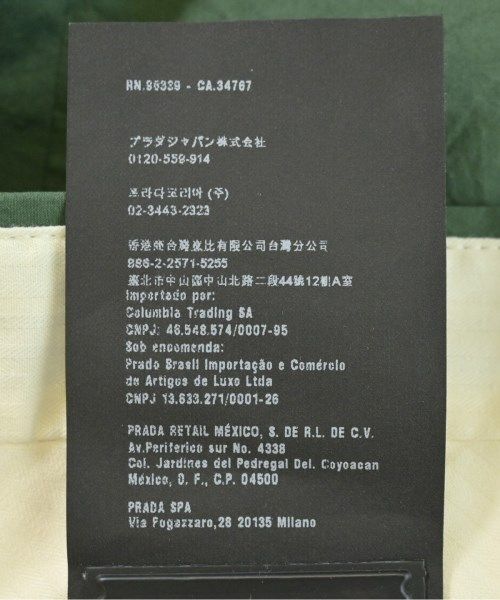 RN.86339 - CA.34767
プラダジャパン株式会社
0120-559-914
프라다코리아 (주)
02-3443-2323
香港商台灣 有限公司台灣分公司
886-2-2571-5255
臺北市中山區中山北路二段44號12樓A室
Importado por:
Columbia Trading SA
CNPJ: 46.548.574/0007-95
Sob encomenda:
Prada Brasil Importação e Comércio
de Artigos de Luxo Ltda
CNPJ 13.633.271/0001-26
PRADA RETAIL MÉXICO, S. DE R.L. DE C.V.
Av.Periferico sur No. 4338
Col. Jardines del Pedregal Del. Coyoacan
México, D. F., C.P. 04500
PRADA SPA
Via Fogazzaro,28 20135 Milano